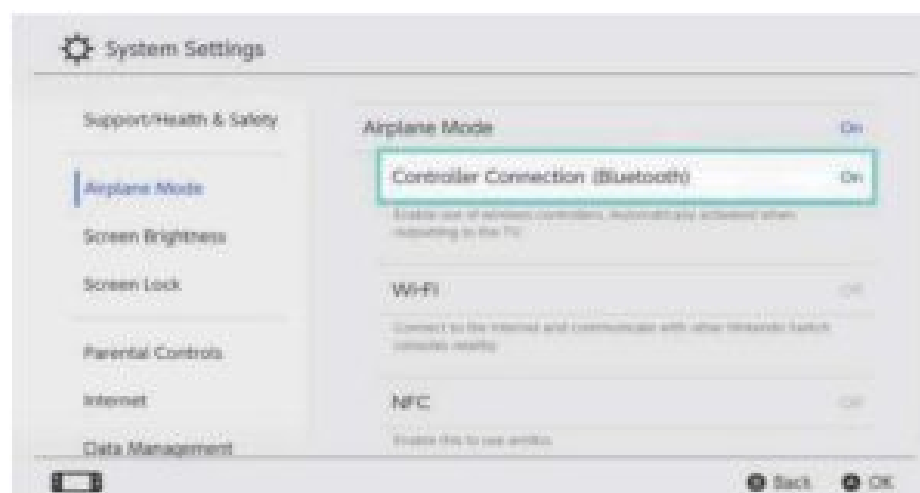 System Settings
Support/Health & Safety
Airplane Mode
Screen Brightness
Screen Lock
Parental Controls
Internet
Data Management
Airplane Mode On
Controller Connection (Bluetooth) On
Enable use of wireless controllers. Automatically activated when
outputting to the TV.
Wi-Fi Off
Connect to the internet and communicate with other Nintendo Switch
consoles nearby.
NFC Off
Enable this to use amiibo.
Back OK